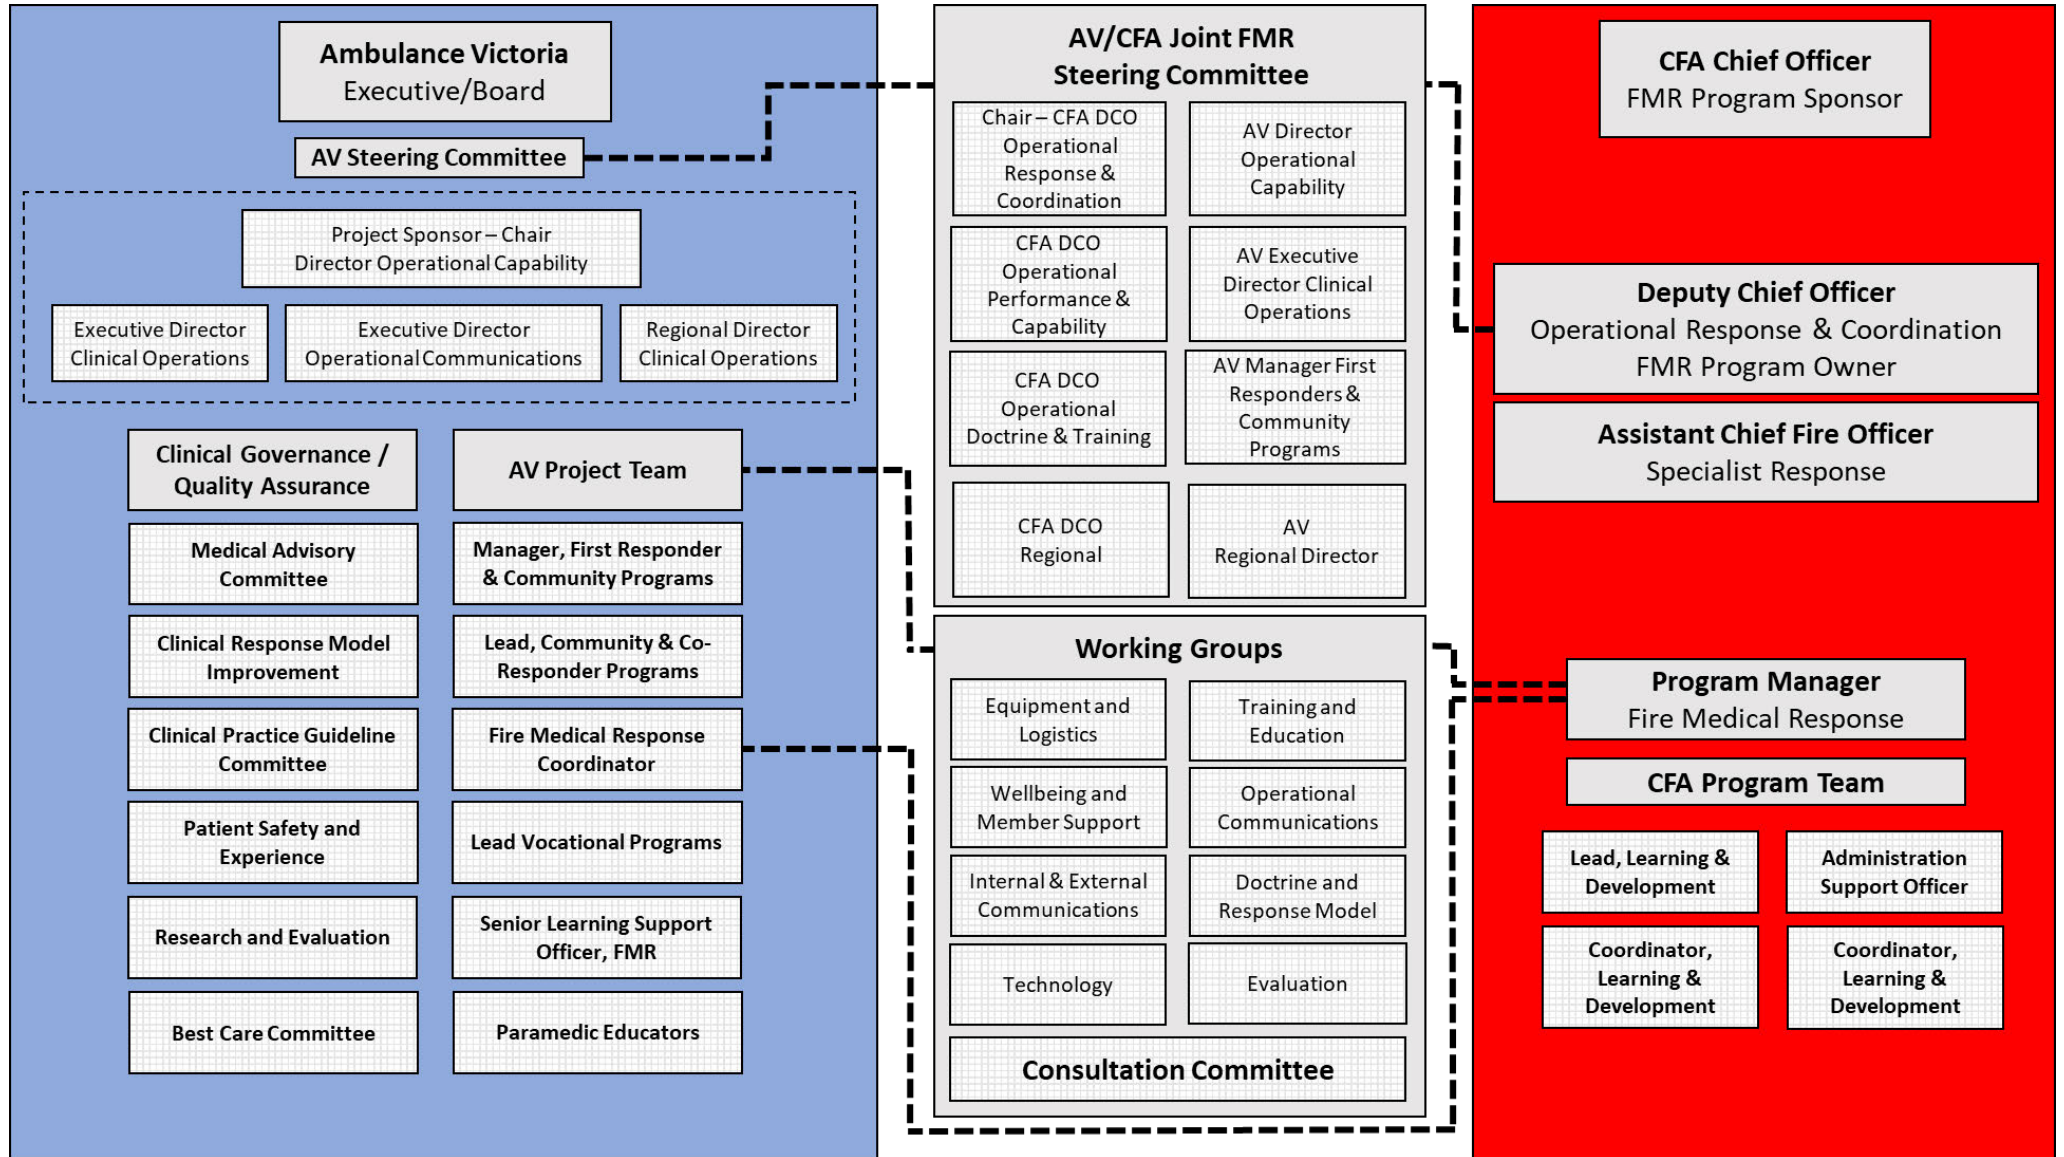 Ambulance Victoria
Executive/Board
AV Steering Committee
Project Sponsor – Chair
Director Operational Capability
Executive Director
Clinical Operations
Executive Director
Operational Communications
Regional Director
Clinical Operations
Clinical Governance /
Quality Assurance
Medical Advisory
Committee
Clinical Response Model
Improvement
Clinical Practice Guideline
Committee
Patient Safety and
Experience
Research and Evaluation
Best Care Committee
AV Project Team
Manager, First Responder
& Community Programs
Lead, Community & Co-
Responder Programs
Fire Medical Response
Coordinator
Lead Vocational Programs
Senior Learning Support
Officer, FMR
Paramedic Educators
AV/CFA Joint FMR
Steering Committee
Chair – CFA DCO
Operational
Response &
Coordination
AV Director
Operational
Capability
CFA DCO
Operational
Performance &
Capability
AV Executive
Director Clinical
Operations
CFA DCO
Operational
Doctrine & Training
AV Manager First
Responders &
Community
Programs
CFA DCO
Regional
AV
Regional Director
Working Groups
Equipment and
Logistics
Training and
Education
Wellbeing and
Member Support
Operational
Communications
Internal & External
Communications
Doctrine and
Response Model
Technology
Evaluation
Consultation Committee
CFA Chief Officer
FMR Program Sponsor
Deputy Chief Officer
Operational Response & Coordination
FMR Program Owner
Assistant Chief Fire Officer
Specialist Response
Program Manager
Fire Medical Response
CFA Program Team
Lead, Learning &
Development
Administration
Support Officer
Coordinator,
Learning &
Development
Coordinator,
Learning &
Development